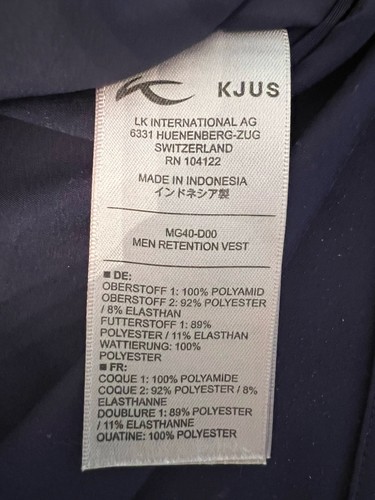 KJUS
LK INTERNATIONAL AG
6331 HUENENBERG-ZUG
SWITZERLAND
RN 104122
MADE IN INDONESIA
インドネシア製
MG40-D00
MEN RETENTION VEST
■ DE:
OBERSTOFF 1: 100% POLYAMID
OBERSTOFF 2: 92% POLYESTER
/ 8% ELASTHAN
FUTTERSTOFF 1: 89%
POLYESTER / 11% ELASTHAN
WATTIERUNG: 100%
POLYESTER
■ FR:
COQUE 1: 100% POLYAMIDE
COQUE 2: 92% POLYESTER / 8%
ELASTHANNE
DOUBLURE 1: 89% POLYESTER
/ 11% ELASTHANNE
OUATINE: 100% POLYESTER